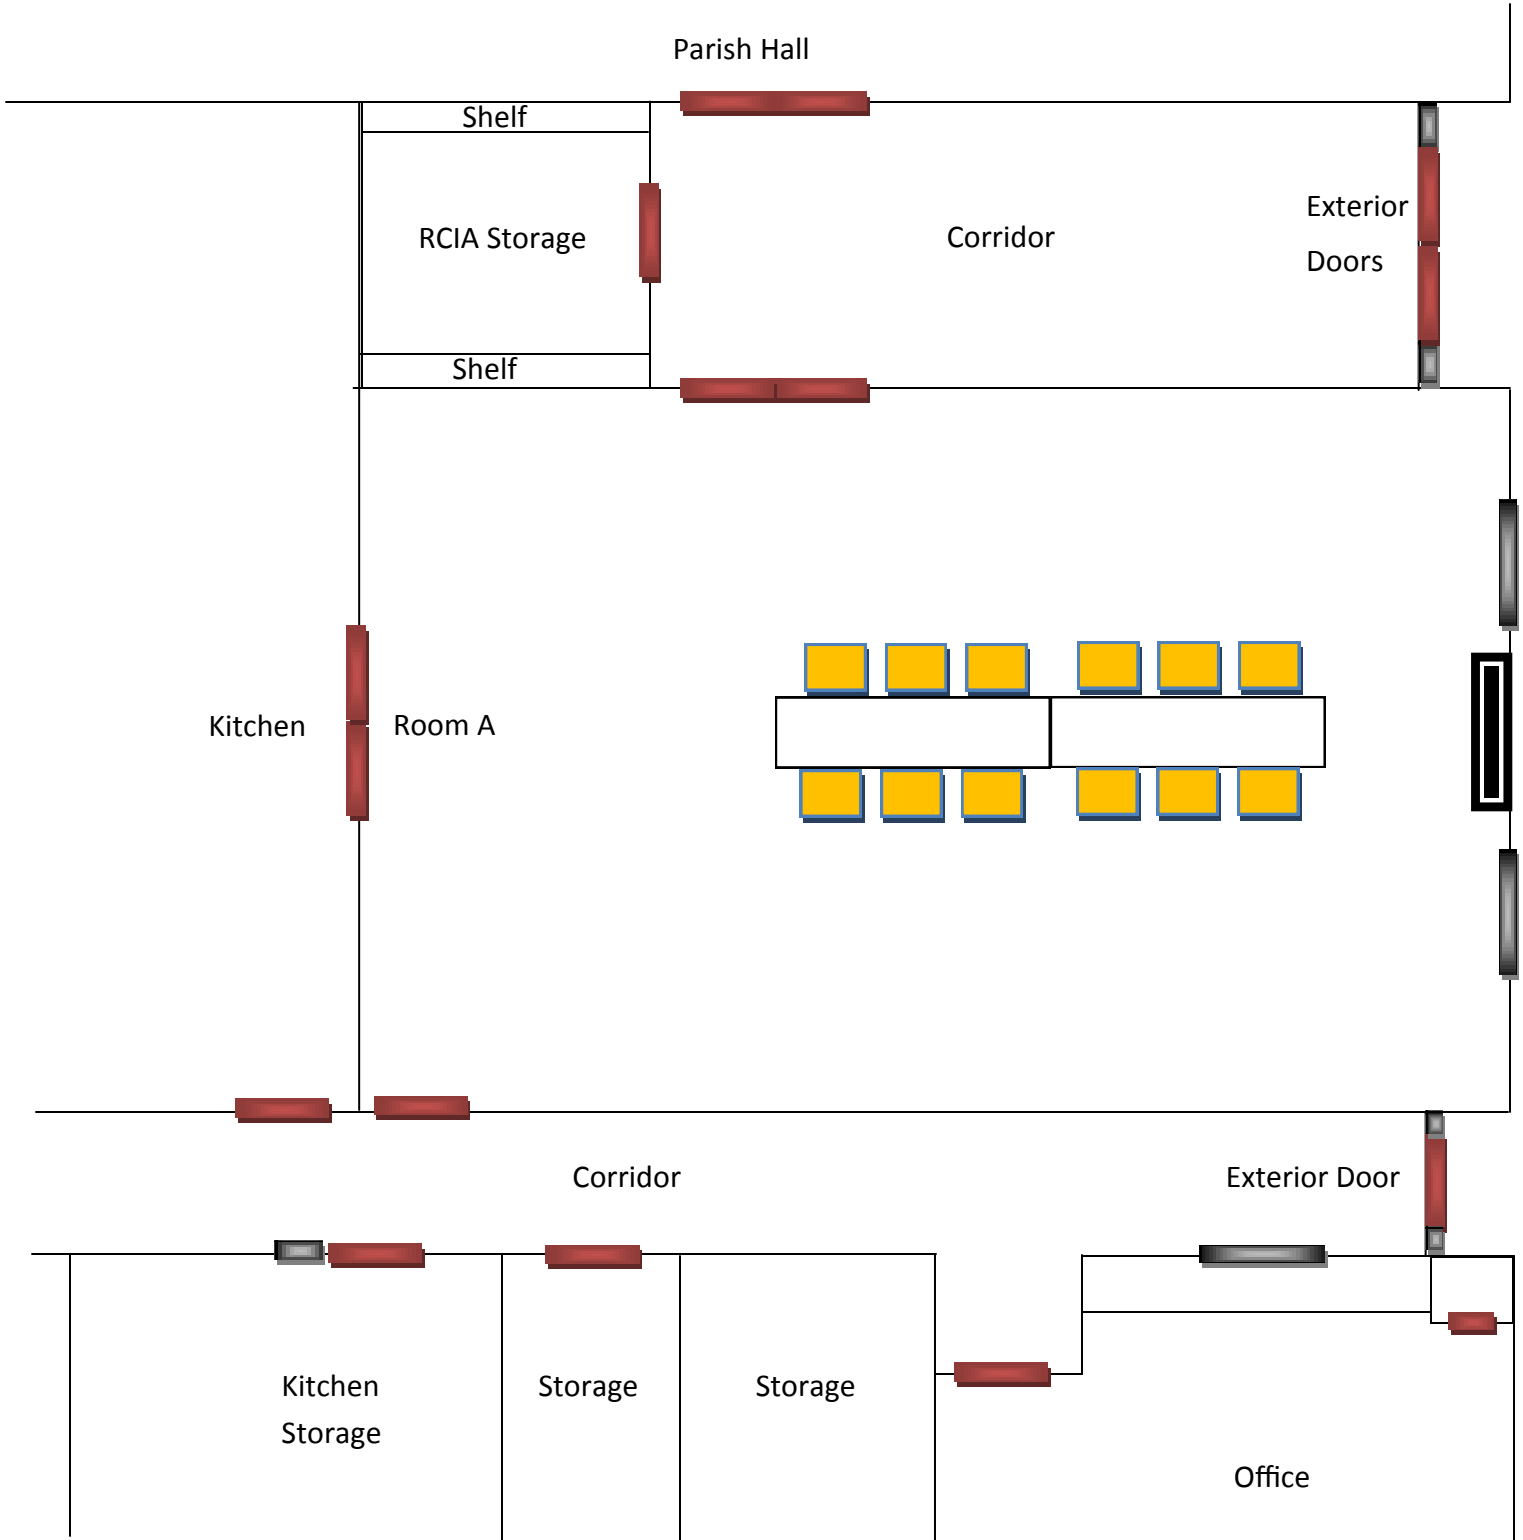 Parish Hall
Shelf
RCIA Storage
Corridor
Exterior
Doors
Shelf
Kitchen
Room A
Corridor
Exterior Door
Kitchen
Storage
Storage
Storage
Office